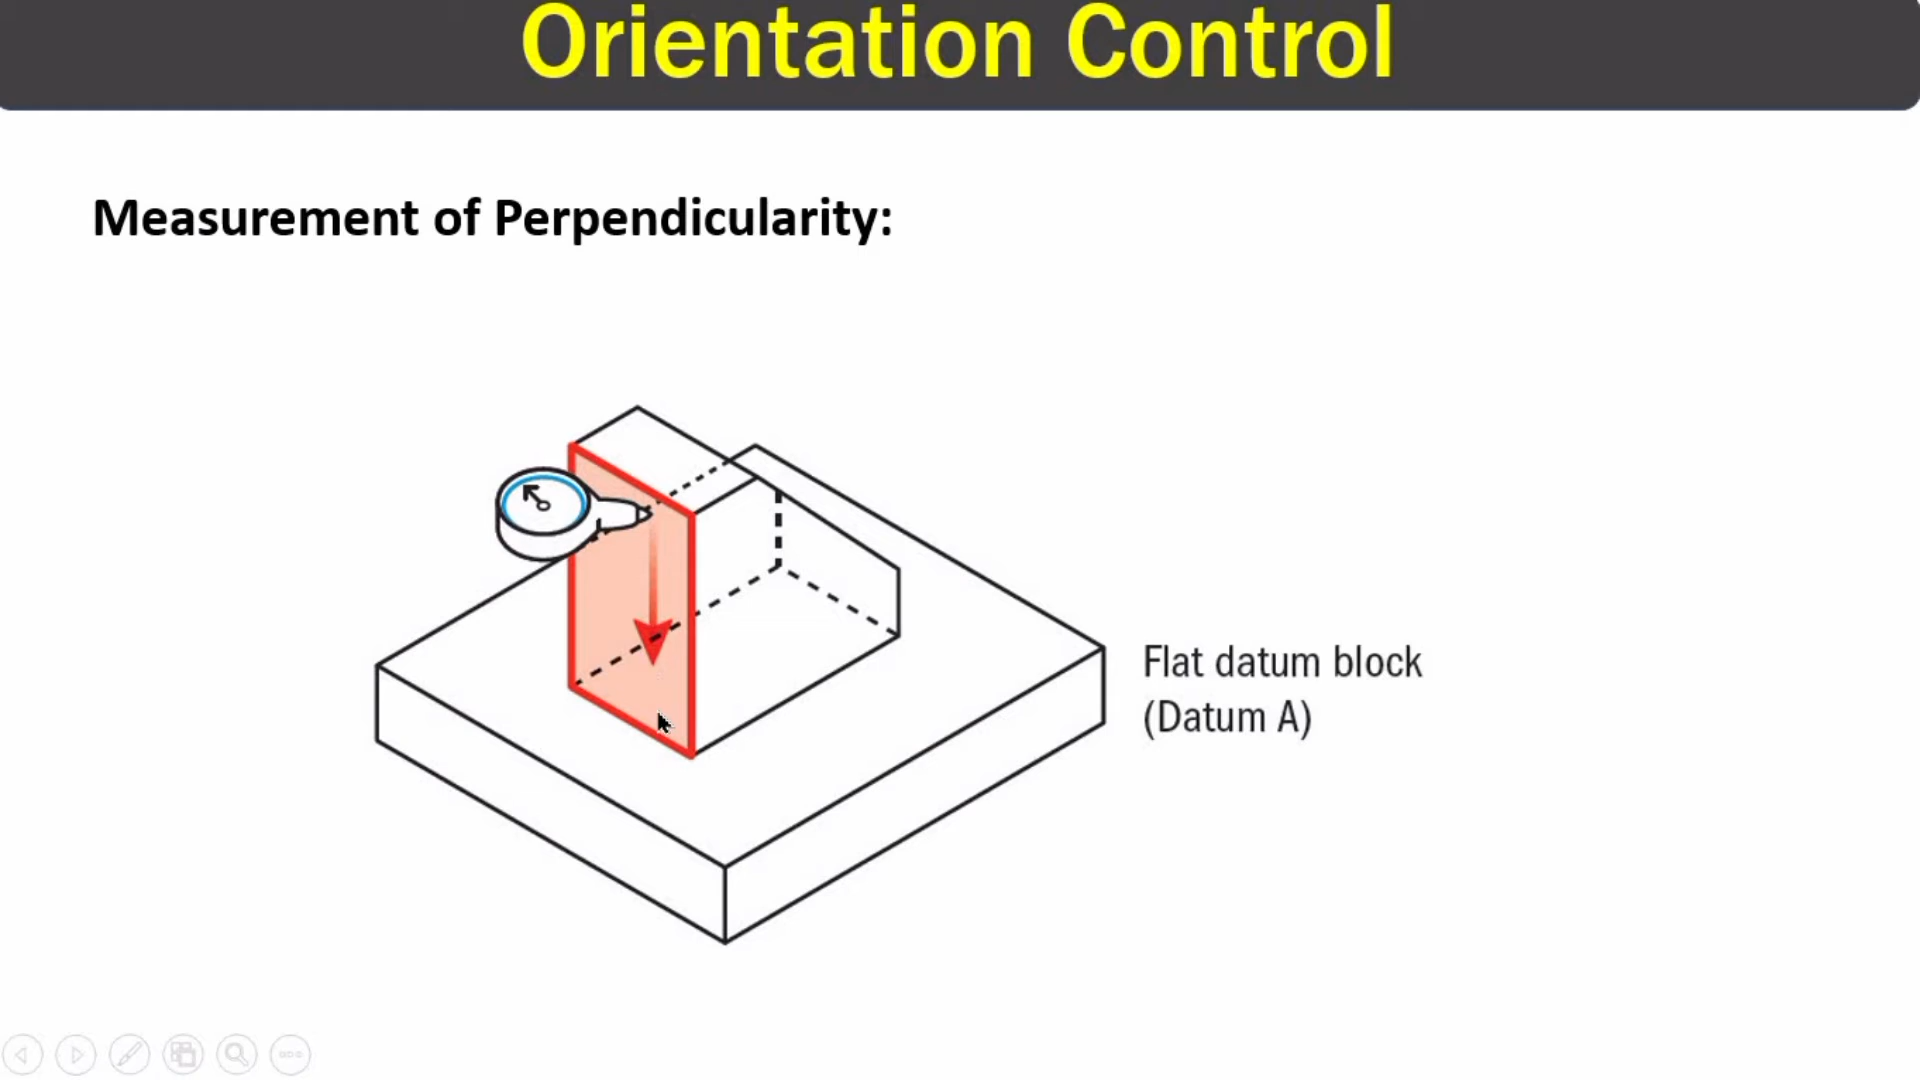 Orientation Control
Measurement of Perpendicularity:
Flat datum block
(Datum A)